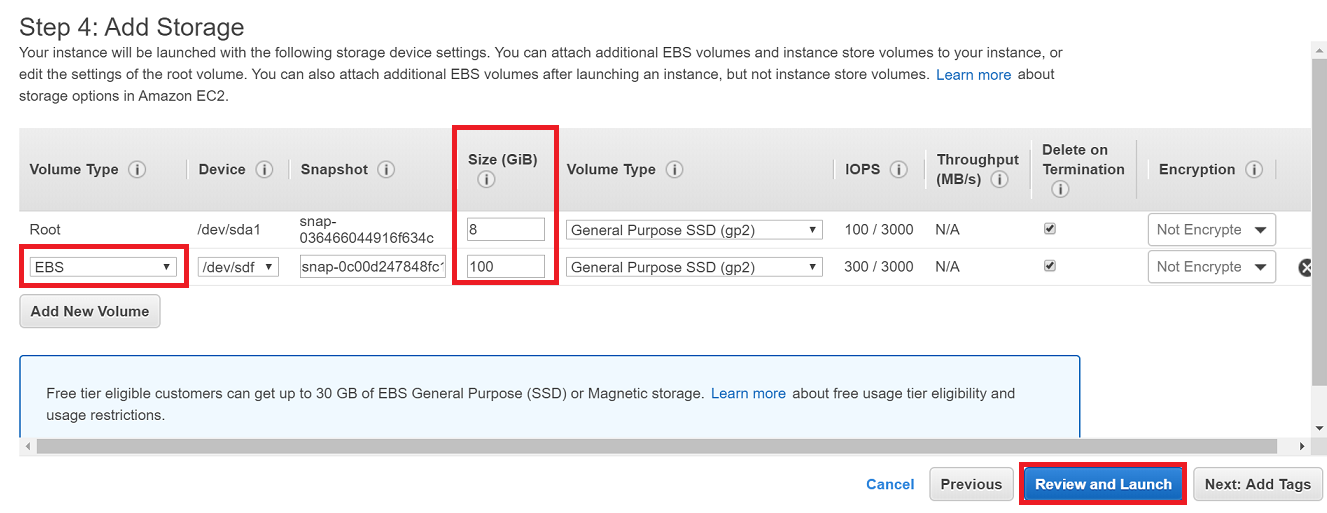 Step 4: Add Storage
Your instance will be launched with the following storage device settings. You can attach additional EBS volumes and instance store volumes to your instance, or
edit the settings of the root volume. You can also attach additional EBS volumes after launching an instance, but not instance store volumes. Learn more about
storage options in Amazon EC2.
Volume Type i Device i Snapshot i Size (GiB) i Volume Type i IOPS i Throughput (MB/s) i Delete on Termination i Encryption i
Root /dev/sda1 snap-036466044916f634c 8 General Purpose SSD (gp2) 100 / 3000 N/A Not Encrypte
EBS /dev/sdf snap-0c00d247848fc1 100 General Purpose SSD (gp2) 300 / 3000 N/A Not Encrypte
Add New Volume
Free tier eligible customers can get up to 30 GB of EBS General Purpose (SSD) or Magnetic storage. Learn more about free usage tier eligibility and
usage restrictions.
Cancel Previous Review and Launch Next: Add Tags